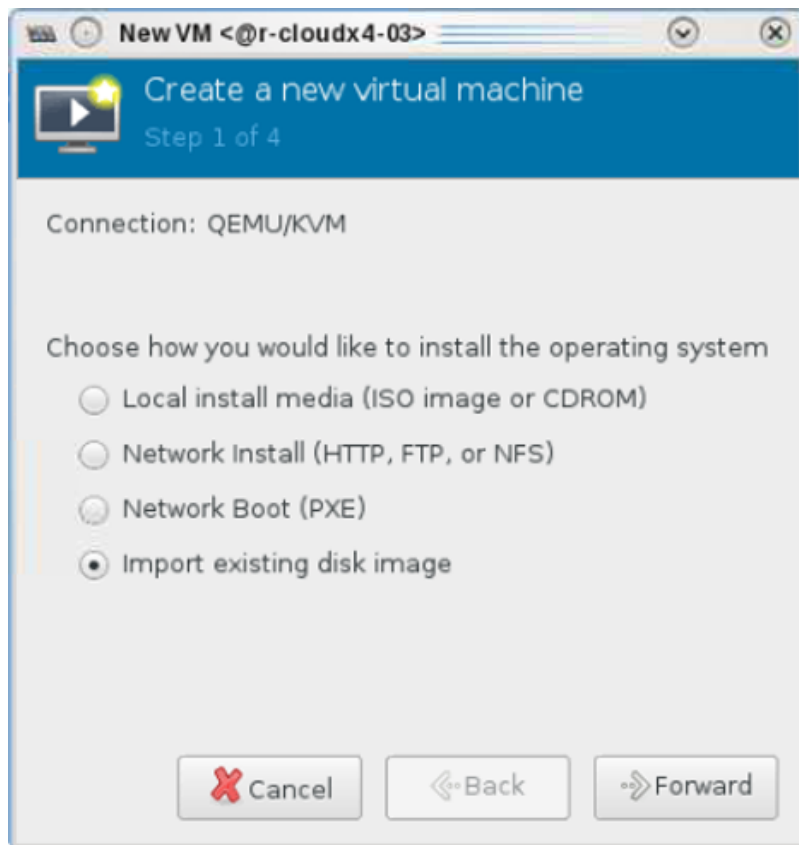 New VM <@r-cloudx4-03>
Create a new virtual machine
Step 1 of 4
Connection: QEMU/KVM
Choose how you would like to install the operating system
Local install media (ISO image or CDROM)
Network Install (HTTP, FTP, or NFS)
Network Boot (PXE)
Import existing disk image
Cancel
Back
Forward